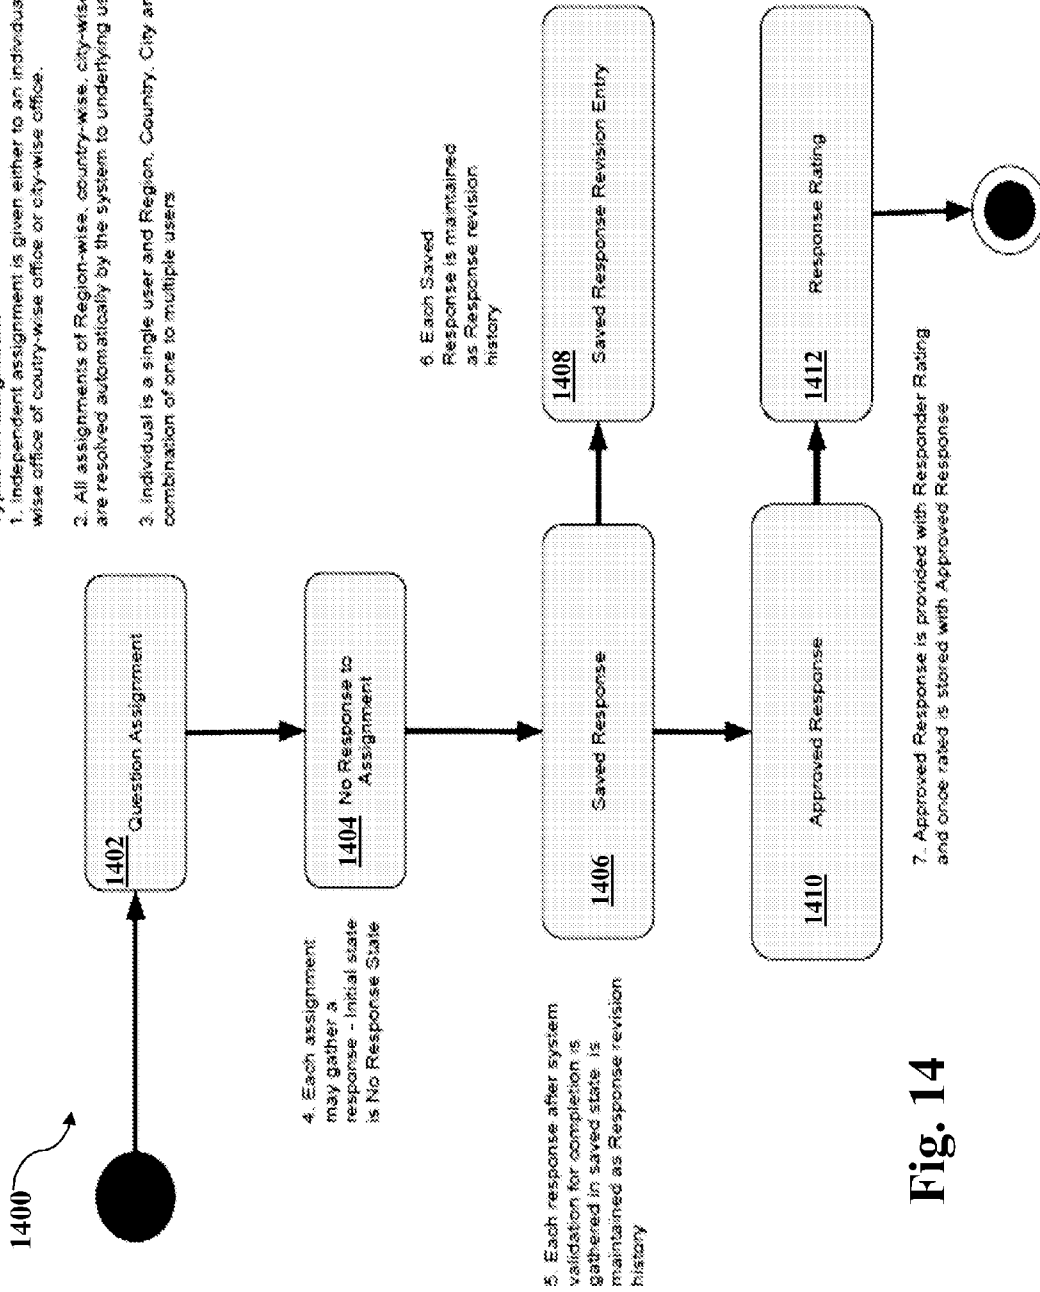 1400
1. Independent assignment is given either to an
wise office of coutry-wise office or city-wise office.
2. All assignments of Region-wise, country-wise, city-wise
are resolved automatically by the system to underlying
3. Individual is a single user and Region, Country, City
combination of one to multiple users
1402
Question Assignment
4. Each assignment
may gather a
response - Initial state
is No Response State
1404 No Response to
Assignment
5. Each response after system
validation for completion is
gathered in saved state is
maintained as Response revision
history
1406
Saved Response
6. Each Saved
Response is maintained
as Response revision
history
1408
Saved Response Revision Entry
1410
Approved Response
1412
Response Rating
7. Approved Response is provided with Responder Rating
and once rated is stored with Approved Response
Fig. 14